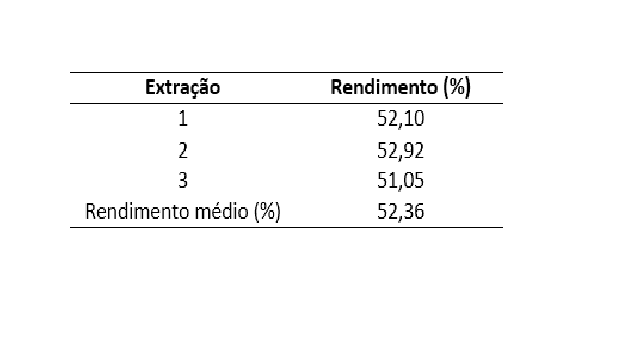 Extração Rendimento (%)
1 52,10
2 52,92
3 51,05
Rendimento médio (%) 52,36